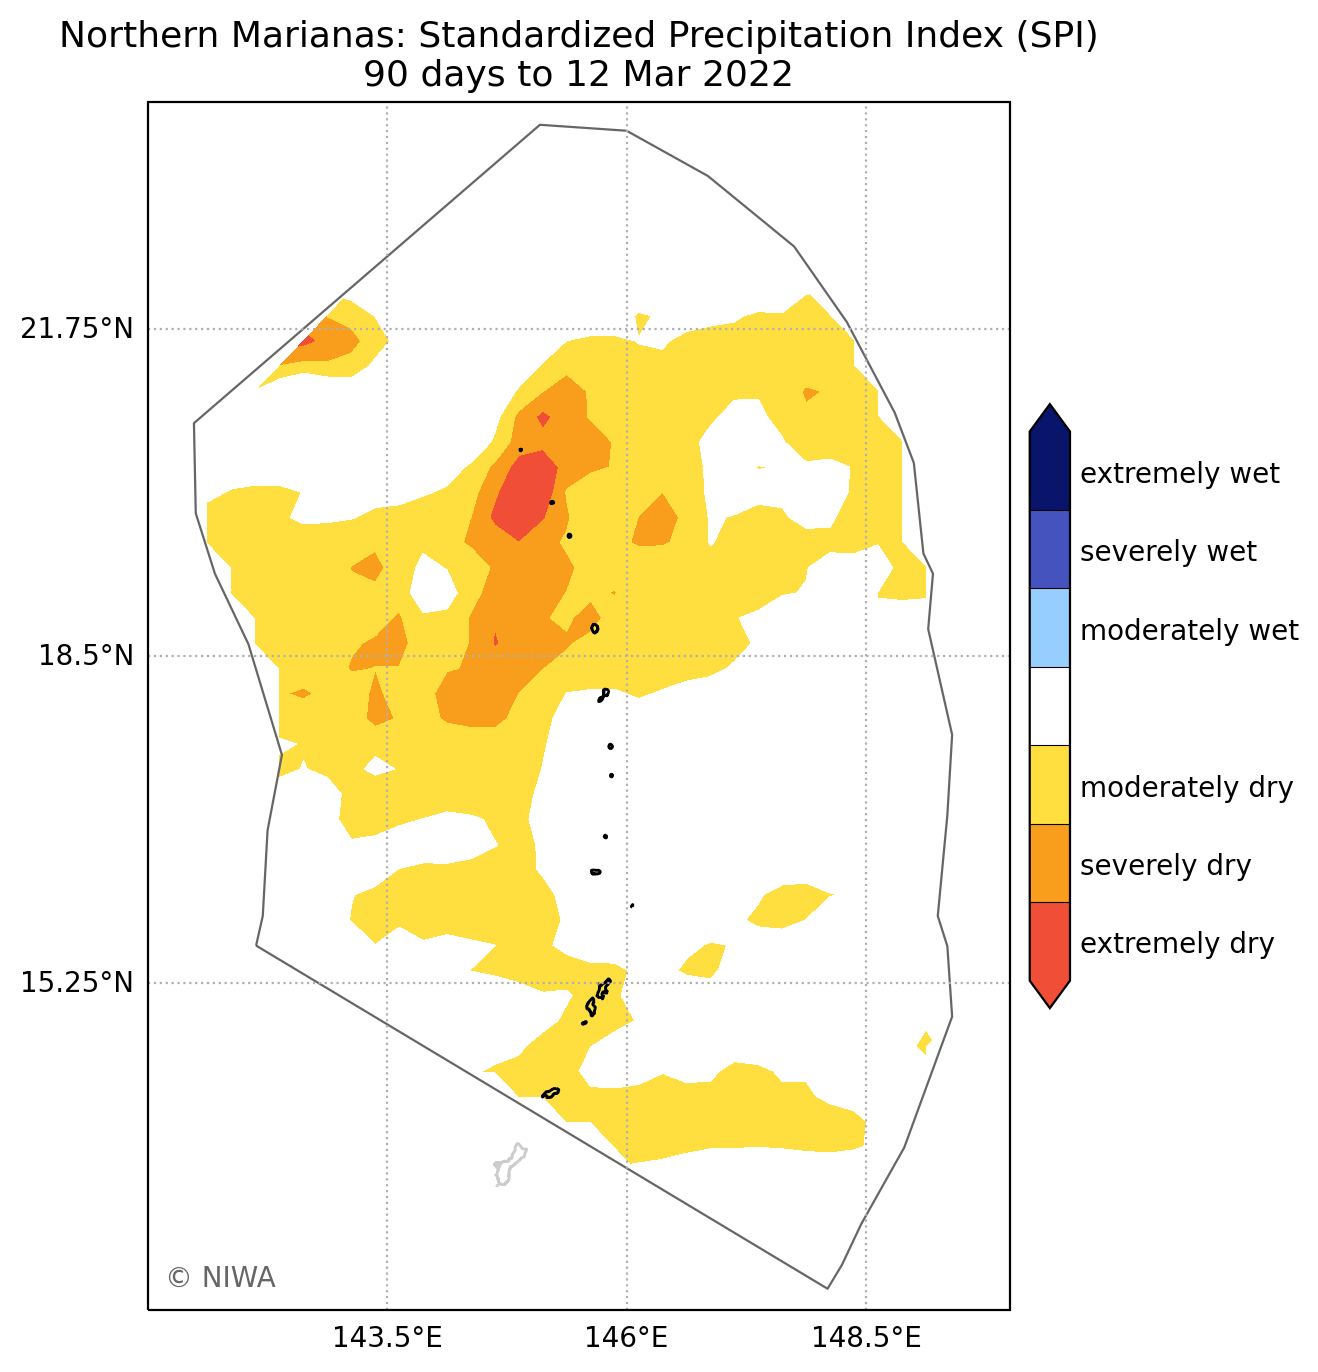 Northern Marianas: Standardized Precipitation Index (SPI)
90 days to 12 Mar 2022
21.75°N
18.5°N
15.25°N
143.5°E
146°E
148.5°E
© NIWA
extremely wet
severely wet
moderately wet
moderately dry
severely dry
extremely dry